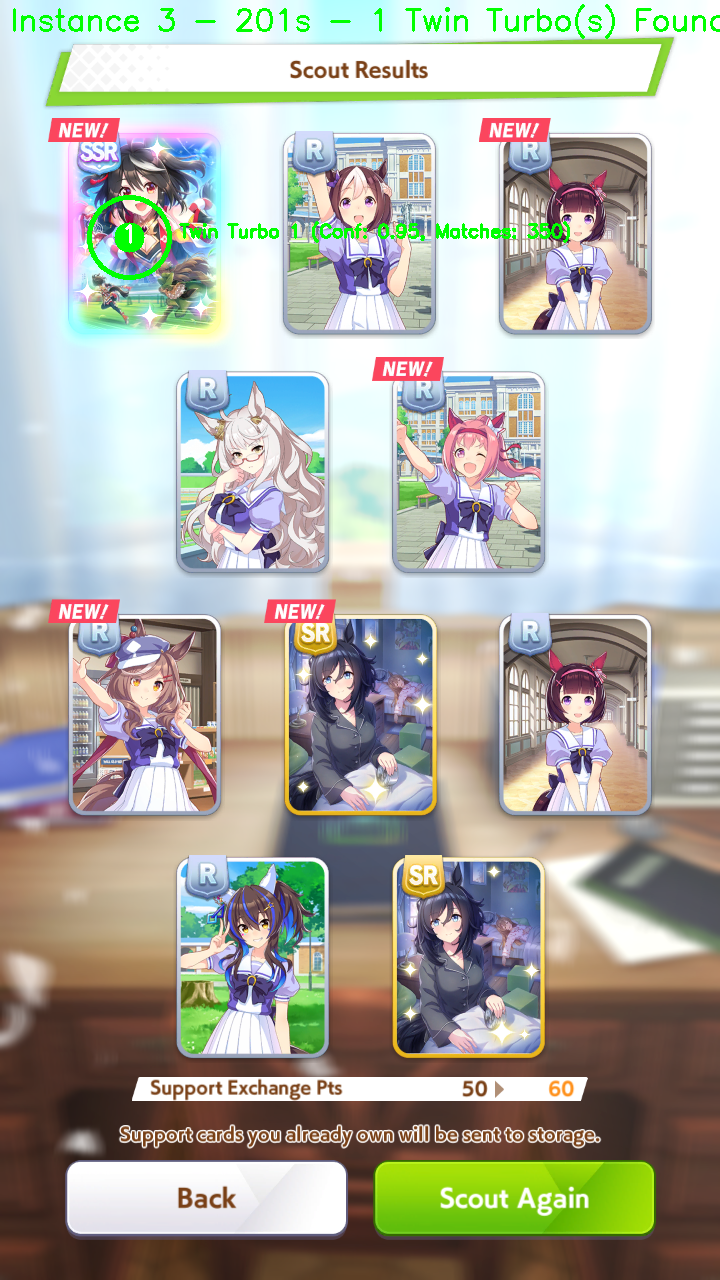 Instance 3 - 201s - 1 Twin Turbo(s) Found
Scout Results
NEW!
SSR
R
NEW!
R
1
Twin Turbo 1 (Conf: 0.95, Matches: 350)
R
NEW!
R
NEW!
R
NEW!
SR
R
R
SR
Support Exchange Pts 50 60
Support cards you already own will be sent to storage.
Back
Scout Again